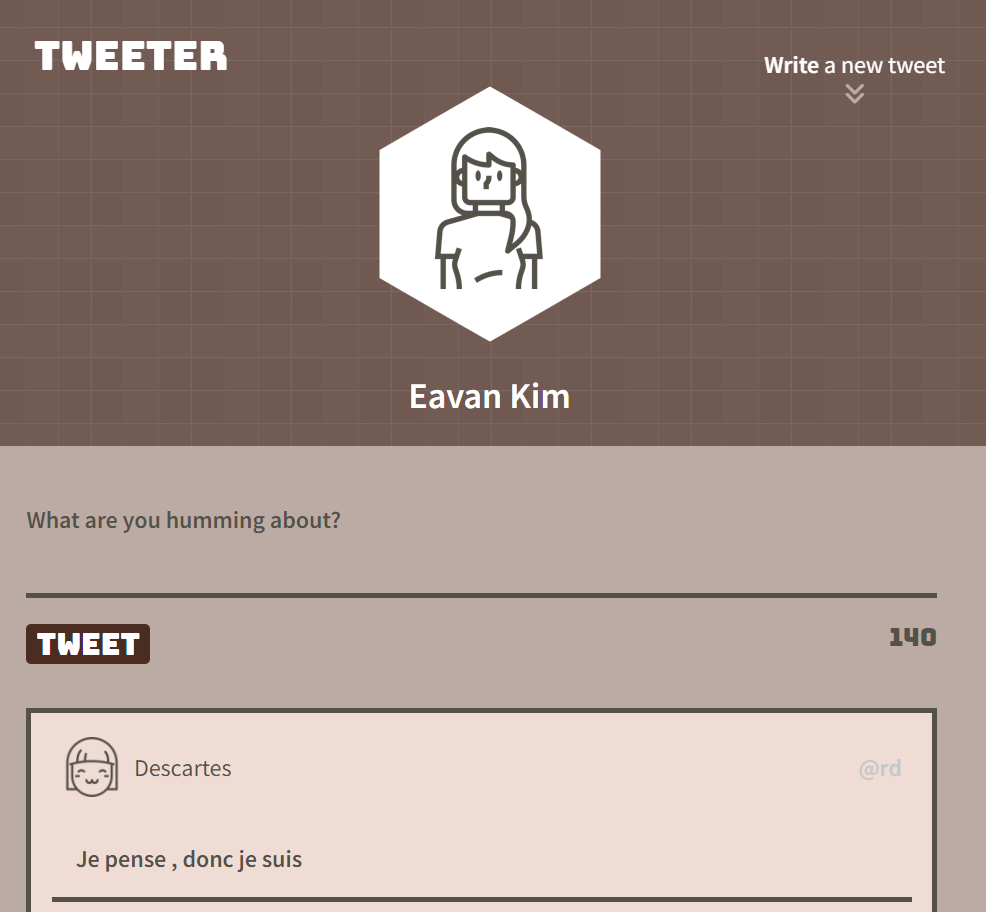 TWEETER
Write a new tweet
Eavan Kim
What are you humming about?
TWEET
140
Descartes
@rd
Je pense , donc je suis